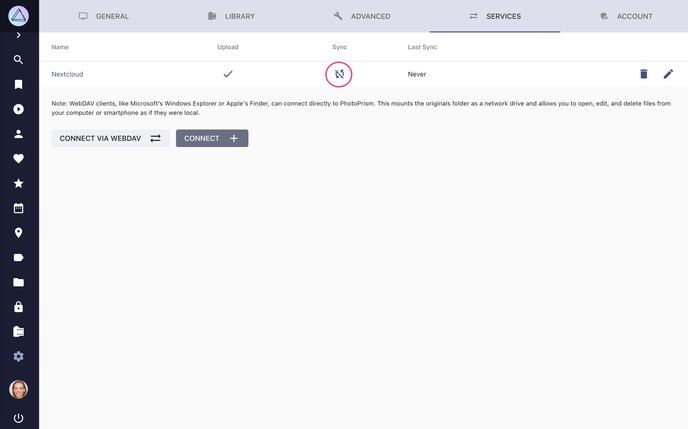 GENERAL
LIBRARY
ADVANCED
SERVICES
ACCOUNT
Name Upload Sync Last Sync
Nextcloud Never
Note: WebDAV clients, like Microsoft's Windows Explorer or Apple's Finder, can connect directly to PhotoPrism. This mounts the originals folder as a network drive and allows you to open, edit, and delete files from
your computer or smartphone as if they were local.
CONNECT VIA WEBDAV
CONNECT